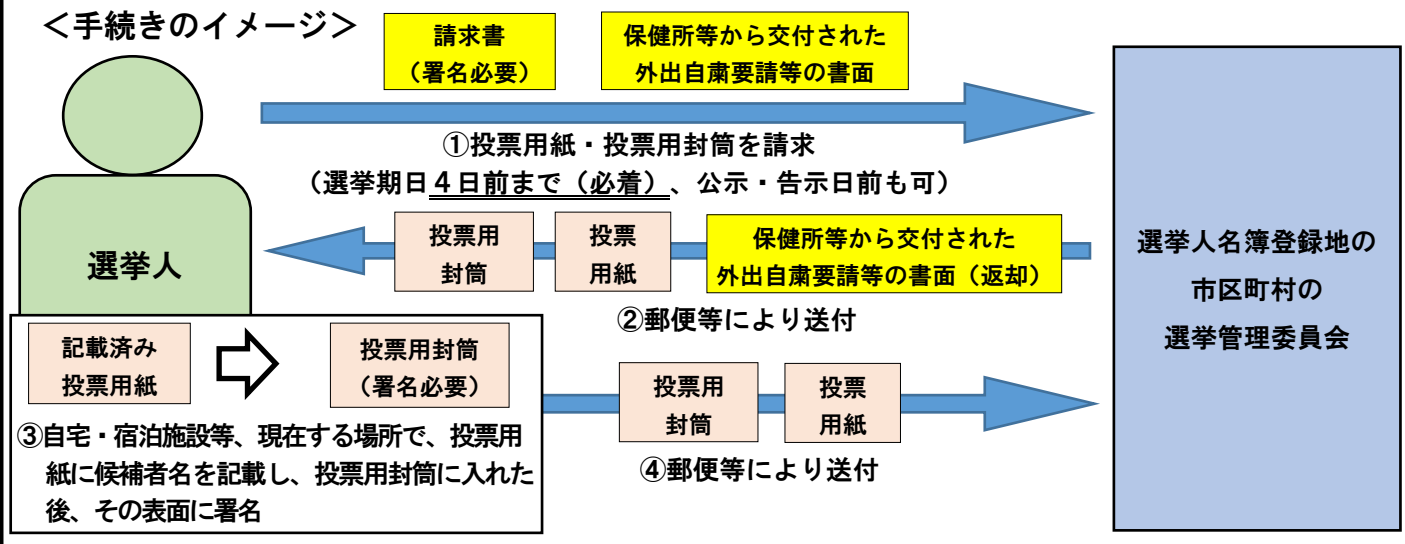 ＜手続きのイメージ＞
請求書
（署名必要）
保健所等から交付された
外出自粛要請等の書面
①投票用紙・投票用封筒を請求
（選挙期日４日前まで（必着）、公示・告示日前も可）
選挙人
投票用
封筒
投票
用紙
保健所等から交付された
外出自粛要請等の書面（返却）
②郵便等により送付
選挙人名簿登録地の
市区町村の
選挙管理委員会
記載済み
投票用紙
投票用封筒
（署名必要）
③自宅・宿泊施設等、現在する場所で、投票用
紙に候補者名を記載し、投票用封筒に入れた
後、その表面に署名
投票用
封筒
投票
用紙
④郵便等により送付